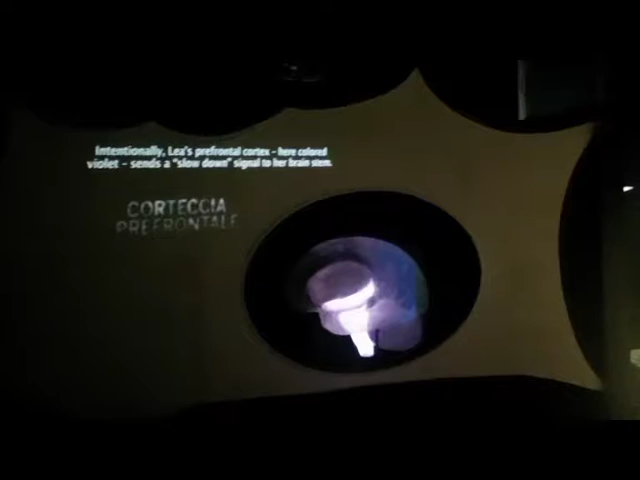 Intentionally, Lea's prefrontal cortex - here colored
violet - sends a "slow down" signal to her brain stem.
CORTECCIA
PREFRONTALE